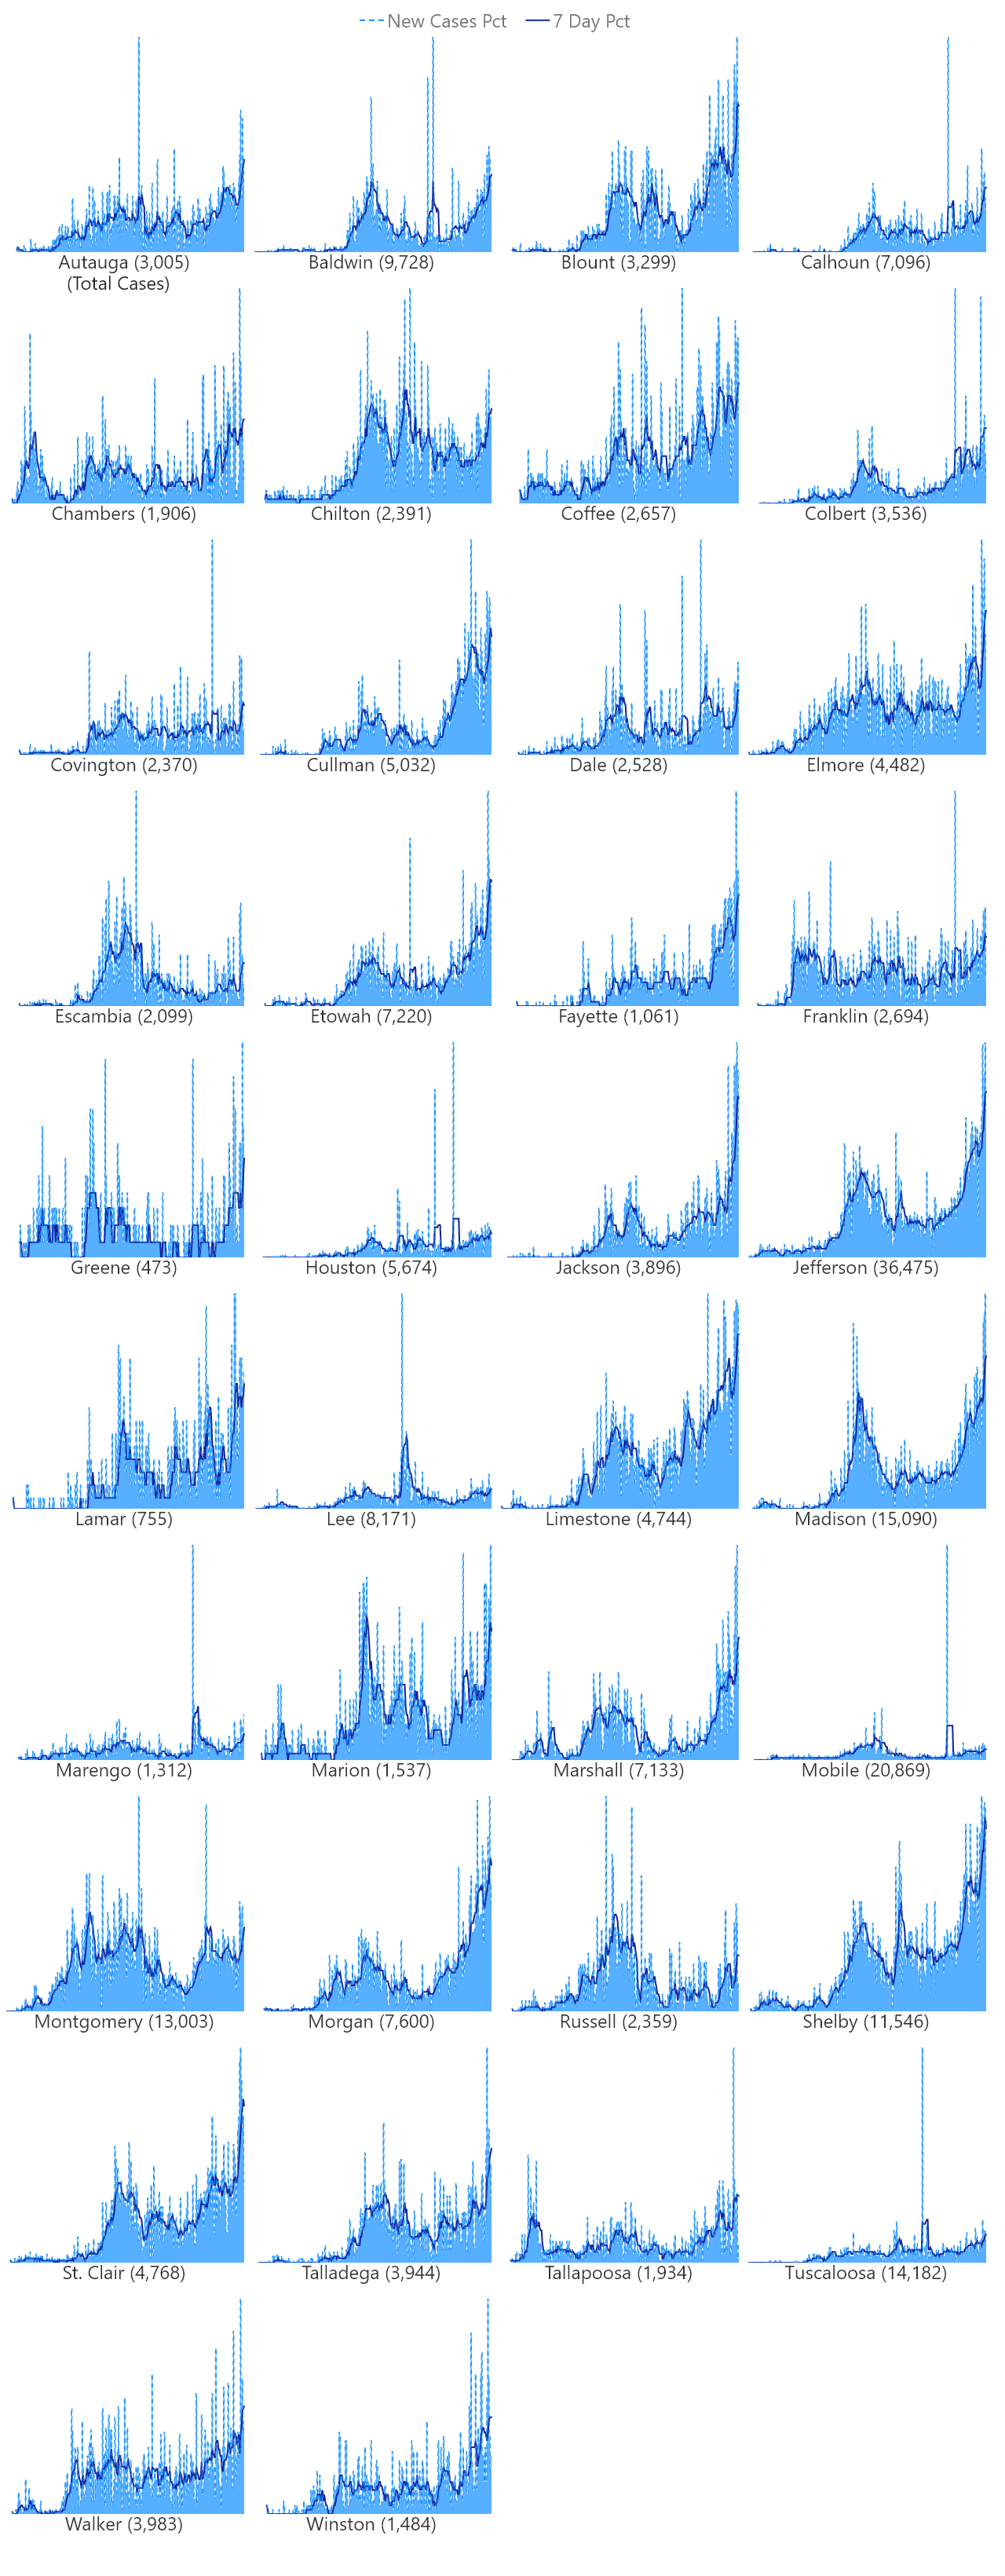 New Cases Pct 7 Day Pct
Autauga (3,005) Baldwin (9,728) Blount (3,299) Calhoun (7,096)
(Total Cases)
Chambers (1,906) Chilton (2,391) Coffee (2,657) Colbert (3,536)
Covington (2,370) Cullman (5,032) Dale (2,528) Elmore (4,482)
Escambia (2,099) Etowah (7,220) Fayette (1,061) Franklin (2,694)
Greene (473) Houston (5,674) Jackson (3,896) Jefferson (36,475)
Lamar (755) Lee (8,171) Limestone (4,744) Madison (15,090)
Marengo (1,312) Marion (1,537) Marshall (7,133) Mobile (20,869)
Montgomery (13,003) Morgan (7,600) Russell (2,359) Shelby (11,546)
St. Clair (4,768) Talladega (3,944) Tallapoosa (1,934) Tuscaloosa (14,182)
Walker (3,983) Winston (1,484)